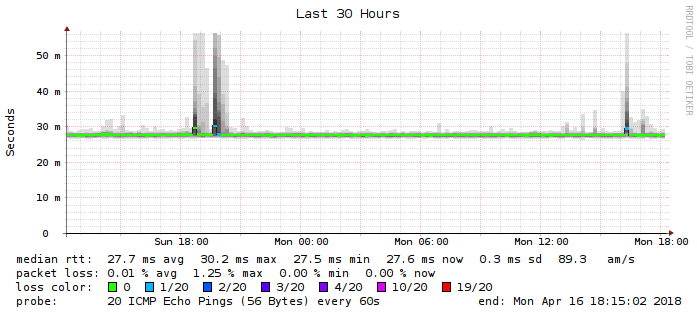 Last 30 Hours
RRDTOOL / TOBI OETIKER
Seconds
50 m
40 m
30 m
20 m
10 m
0
Sun 18:00 Mon 00:00 Mon 06:00 Mon 12:00 Mon 18:00
median rtt: 27.7 ms avg 30.2 ms max 27.5 ms min 27.6 ms now 0.3 ms sd 89.3 am/s
packet loss: 0.01 % avg 1.25 % max 0.00 % min 0.00 % now
loss color: 0 1/20 2/20 3/20 4/20 10/20 19/20
probe: 20 ICMP Echo Pings (56 Bytes) every 60s end: Mon Apr 16 18:15:02 2018